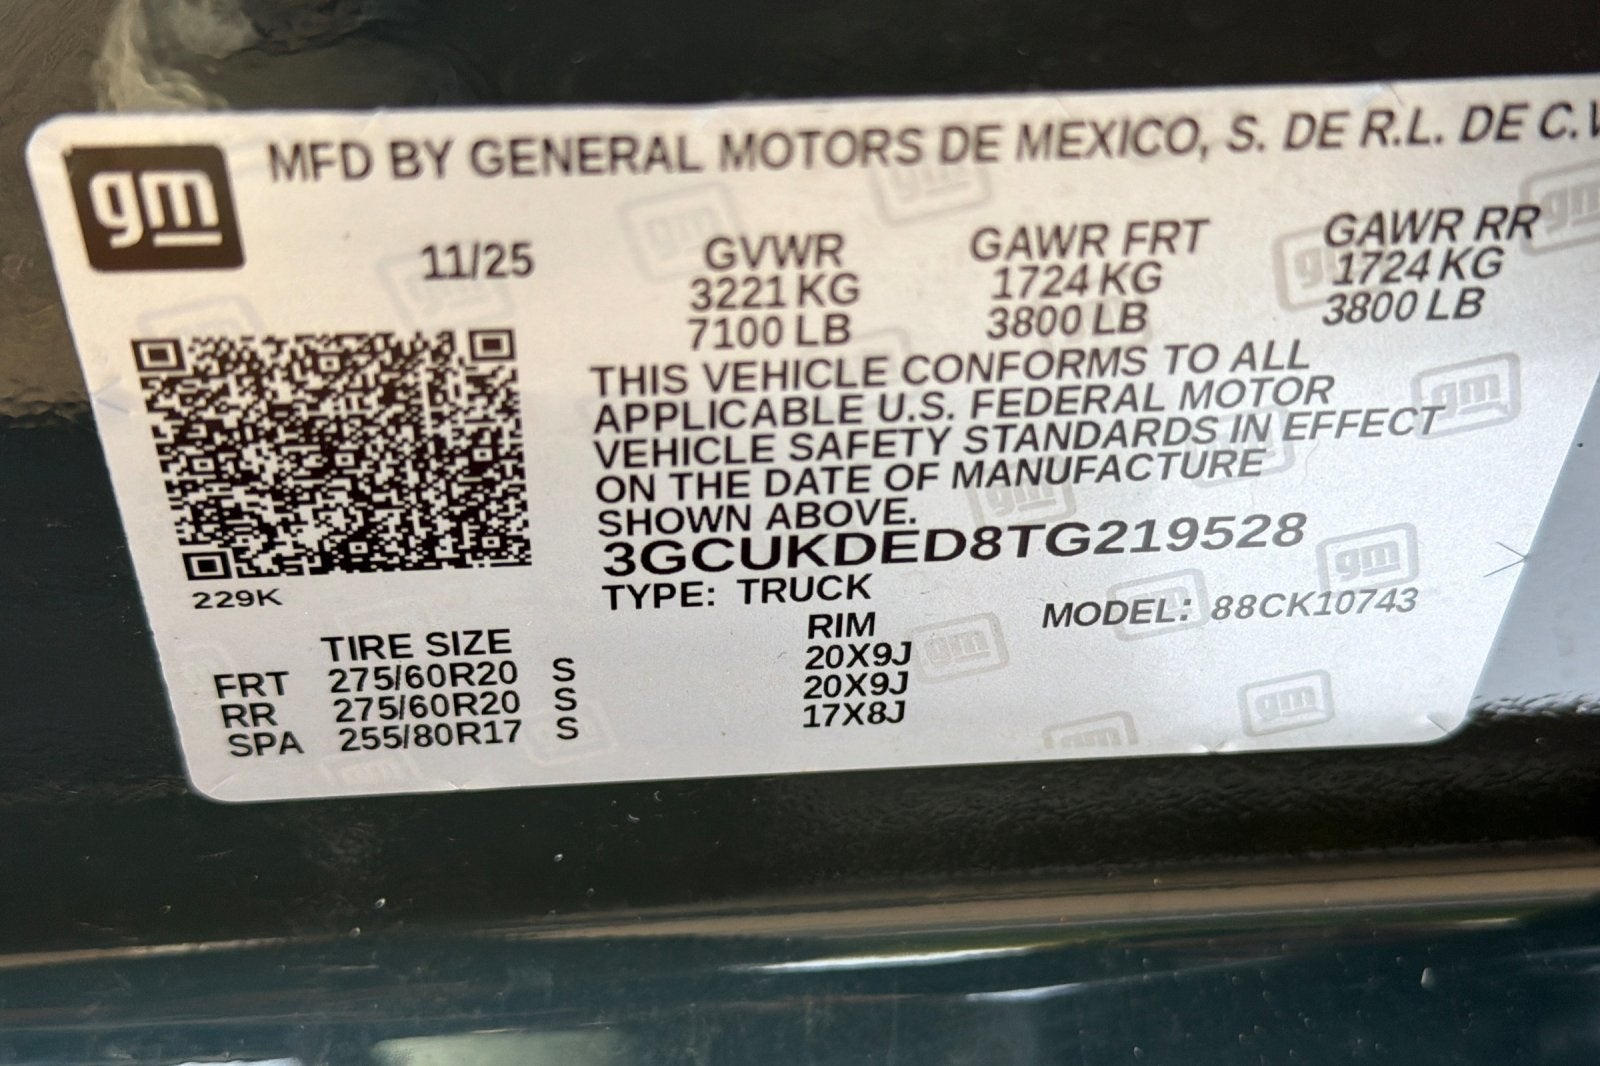 gm
MFD BY GENERAL MOTORS DE MEXICO, S. DE R.L. DE C.V
11/25
GVWR GAWR FRT GAWR RR
3221 KG 1724 KG 1724 KG
7100 LB 3800 LB 3800 LB
THIS VEHICLE CONFORMS TO ALL
APPLICABLE U.S. FEDERAL MOTOR
VEHICLE SAFETY STANDARDS IN EFFECT
ON THE DATE OF MANUFACTURE
SHOWN ABOVE.
3GCUKDED8TG219528
229K
TYPE: TRUCK MODEL: 88CK10743
TIRE SIZE RIM
FRT 275/60R20 S 20X9J
RR 275/60R20 S 20X9J
SPA 255/80R17 S 17X8J